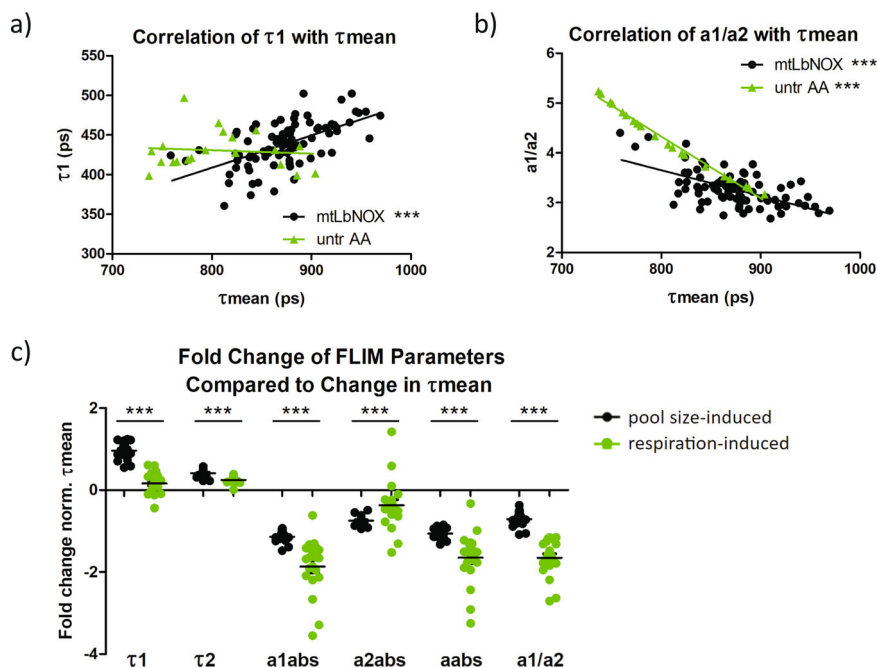 a)
Correlation of τ1 with τmean
550
500
450
400
350
300
τ1 (ps)
mtLbNOX ***
untr AA
700 800 900 1000
τmean (ps)
b)
Correlation of a1/a2 with τmean
6
5
4
3
2
a1/a2
mtLbNOX ***
untr AA ***
700 800 900 1000
τmean (ps)
c)
Fold Change of FLIM Parameters
Compared to Change in τmean
Fold change norm. τmean
2
0
-2
-4
*** *** *** *** *** ***
τ1 τ2 a1abs a2abs aabs a1/a2
pool size-induced
respiration-induced